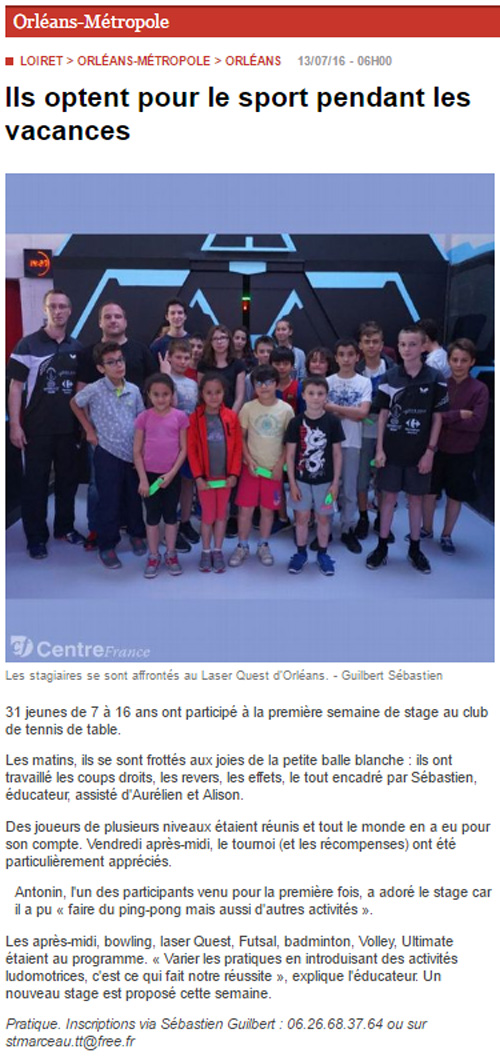 Orléans-Métropole
LOIRET > ORLÉANS-MÉTROPOLE > ORLÉANS 13/07/16 - 06H00
Ils optent pour le sport pendant les
vacances
14:27
cf CentreFrance
Les stagiaires se sont affrontés au Laser Quest d'Orléans. - Guilbert Sébastien
31 jeunes de 7 à 16 ans ont participé à la première semaine de stage au club
de tennis de table.
Les matins, ils se sont frottés aux joies de la petite balle blanche : ils ont
travaillé les coups droits, les revers, les effets, le tout encadré par Sébastien,
éducateur, assisté d'Aurélien et Alison.
Des joueurs de plusieurs niveaux étaient réunis et tout le monde en a eu pour
son compte. Vendredi après-midi, le tournoi (et les récompenses) ont été
particulièrement appréciés.
Antonin, l'un des participants venu pour la première fois, a adoré le stage car
il a pu « faire du ping-pong mais aussi d'autres activités ».
Les après-midi, bowling, laser Quest, Futsal, badminton, Volley, Ultimate
étaient au programme. « Varier les pratiques en introduisant des activités
ludomotrices, c'est ce qui fait notre réussite », explique l'éducateur. Un
nouveau stage est proposé cette semaine.
Pratique. Inscriptions via Sébastien Guilbert : 06.26.68.37.64 ou sur
stmarceau.tt@free.fr